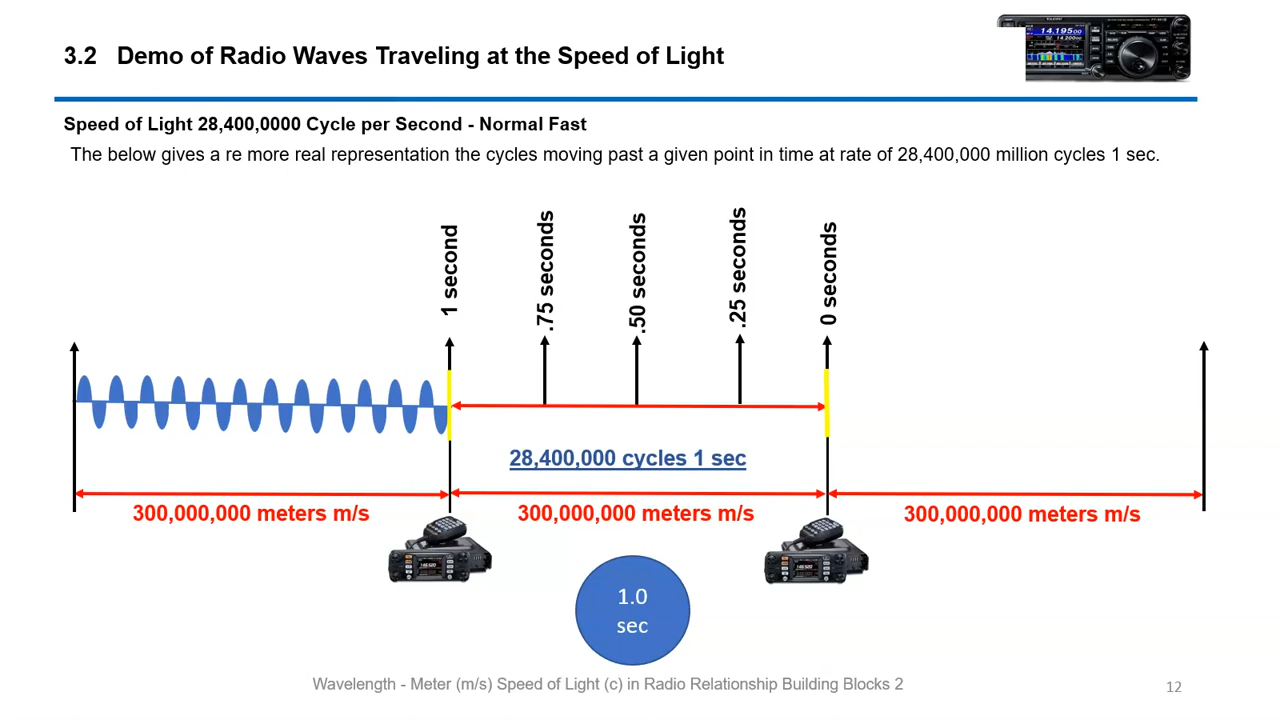 3.2 Demo of Radio Waves Traveling at the Speed of Light
14.195.00
Speed of Light 28,400,0000 Cycle per Second - Normal Fast
The below gives a re more real representation the cycles moving past a given point in time at rate of 28,400,000 million cycles 1 sec.
1 second
.75 seconds
.50 seconds
.25 seconds
0 seconds
28,400,000 cycles 1 sec
300,000,000 meters m/s
300,000,000 meters m/s
300,000,000 meters m/s
1.0
sec
Wavelength - Meter (m/s) Speed of Light (c) in Radio Relationship Building Blocks 2
12